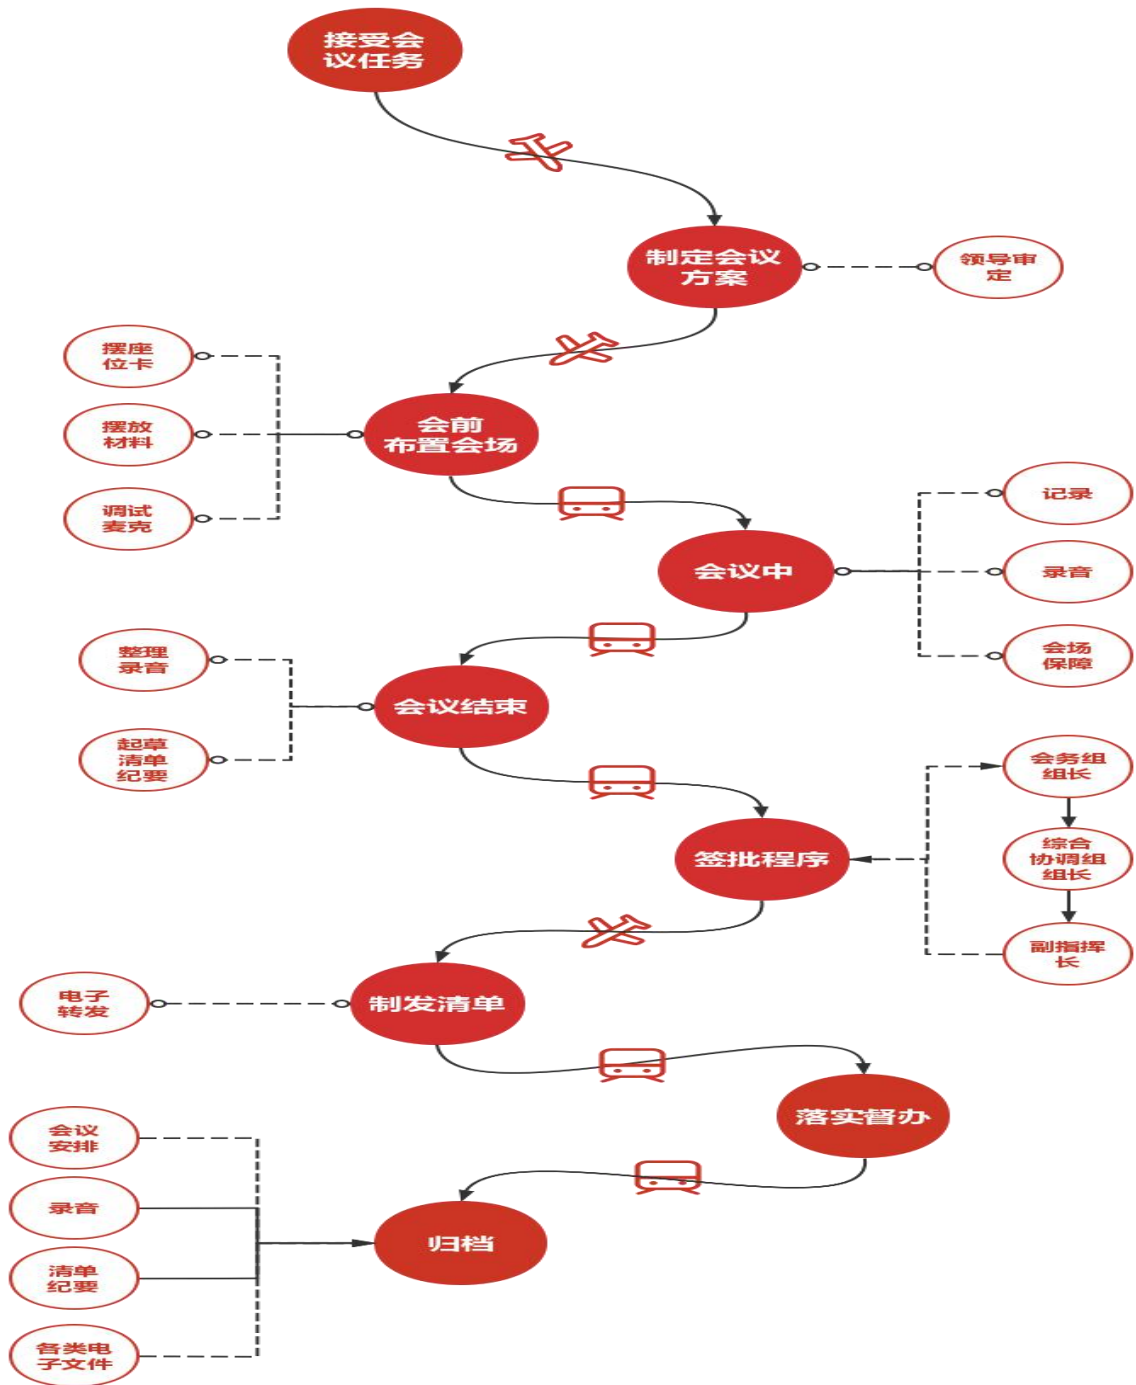 接受会
议任务
制定会议
方案
领导审
定
摆座
位卡
摆放
材料
调试
麦克
会前
布置会场
记录
录音
会场
保障
会议中
整理
录音
起草
清单
纪要
会议结束
会务组
组长
综合
协调组
组长
副指挥
长
签批程序
电子
转发
制发清单
落实督办
会议
安排
录音
清单
纪要
各类电
子文件
归档